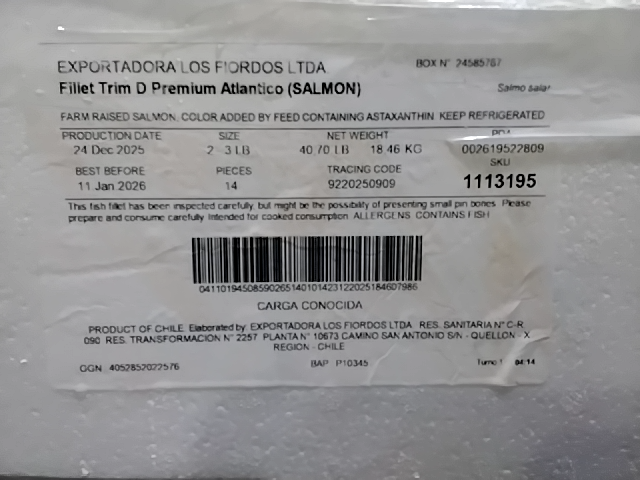 EXPORTADORA LOS FIORDOS LTDA BOX N° 24585767
Fillet Trim D Premium Atlantico (SALMON) Salmo salar
FARM RAISED SALMON. COLOR ADDED BY FEED CONTAINING ASTAXANTHIN. KEEP REFRIGERATED
PRODUCTION DATE SIZE NET WEIGHT
24 Dec 2025 2 - 3 LB 40.70 LB 18.46 KG 002619522809
SKU
BEST BEFORE PIECES TRACING CODE
11 Jan 2026 14 9220250909 1113195
This fish fillet has been inspected carefully, but might be the possibility of presenting small pin bones. Please
prepare and consume carefully. Intended for cooked consumption. ALLERGENS: CONTAINS FISH
0411019450859026514010142312202518460 7986
CARGA CONOCIDA
PRODUCT OF CHILE. Elaborated by: EXPORTADORA LOS FIORDOS LTDA. RES. SANITARIA N° C-R
090 RES. TRANSFORMACION N° 2257 PLANTA N° 10673 CAMINO SAN ANTONIO S/N - QUELLON - X
REGION - CHILE
GGN: 4052852022576 BAP: P10345 Turno 04:14